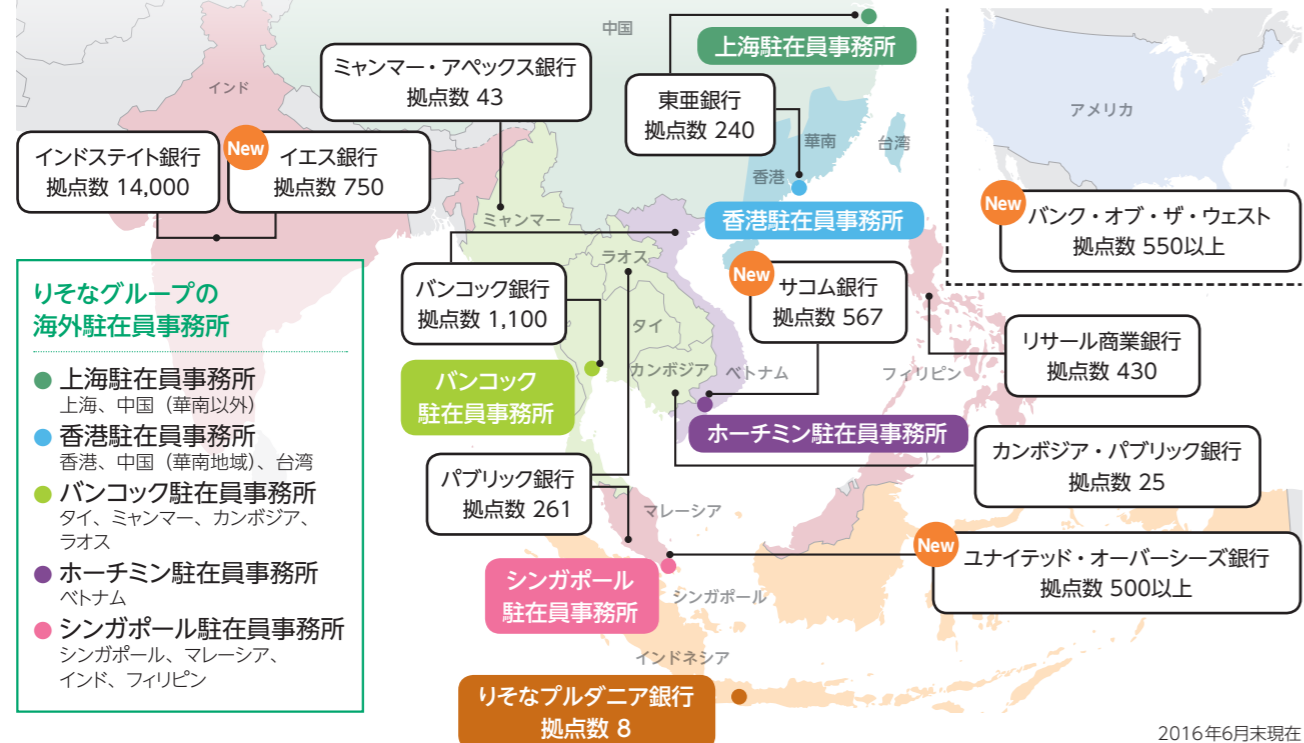 中国
上海駐在員事務所
インド
ミャンマー・アペックス銀行
拠点数 43
東亜銀行
拠点数 240
アメリカ
華南
台湾
香港
インドステイト銀行
拠点数 14,000
New
イエス銀行
拠点数 750
ミャンマー
香港駐在員事務所
New
バンク・オブ・ザ・ウェスト
拠点数 550以上
ラオス
バンコック銀行
拠点数 1,100
New
サコム銀行
拠点数 567
タイ
リサール商業銀行
拠点数 430
カンボジア
ベトナム
フィリピン
バンコック
駐在員事務所
ホーチミン駐在員事務所
カンボジア・パブリック銀行
拠点数 25
パブリック銀行
拠点数 261
マレーシア
New
ユナイテッド・オーバーシーズ銀行
拠点数 500以上
シンガポール
駐在員事務所
シンガポール
インドネシア
りそなプルダニア銀行
拠点数 8
りそなグループの
海外駐在員事務所
上海駐在員事務所
上海、中国（華南以外）
香港駐在員事務所
香港、中国（華南地域）、台湾
バンコック駐在員事務所
タイ、ミャンマー、カンボジア、
ラオス
ホーチミン駐在員事務所
ベトナム
シンガポール駐在員事務所
シンガポール、マレーシア、
インド、フィリピン
2016年6月末現在